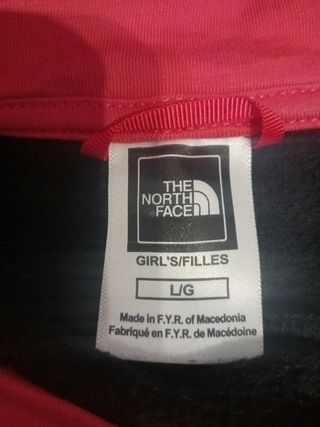 THE
NORTH
FACE
GIRL'S/FILLES
L/G
Made in F.Y.R. of Macedonia
Fabriqué en F.Y.R. de Macédoine